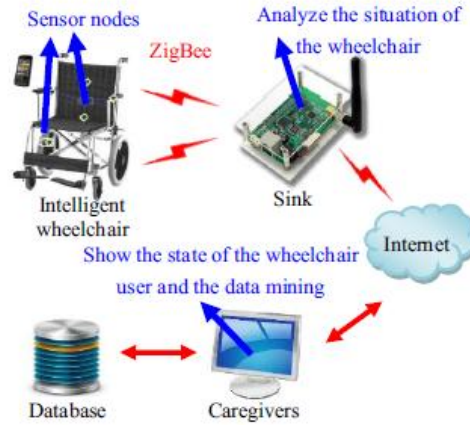 Sensor nodes
Analyze the situation of
the wheelchair
ZigBee
Intelligent
wheelchair
Sink
Internet
Show the state of the wheelchair
user and the data mining
Database
Caregivers